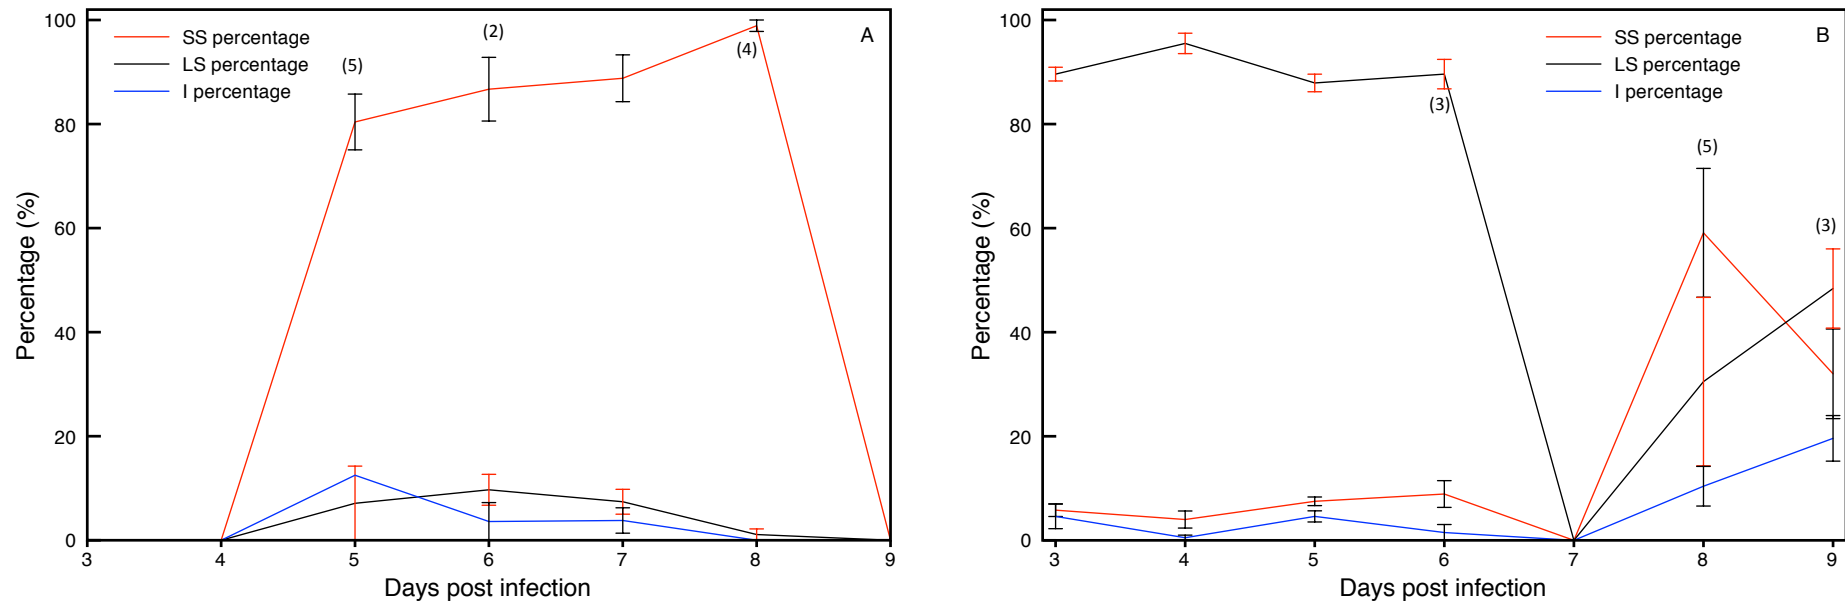 100
80
60
40
20
0
Percentage (%)
SS percentage
LS percentage
I percentage
A
(5)
(2)
(4)
3 4 5 6 7 8 9
Days post infection
100
80
60
40
20
0
Percentage (%)
SS percentage
LS percentage
I percentage
B
(3)
(5)
(3)
3 4 5 6 7 8 9
Days post infection